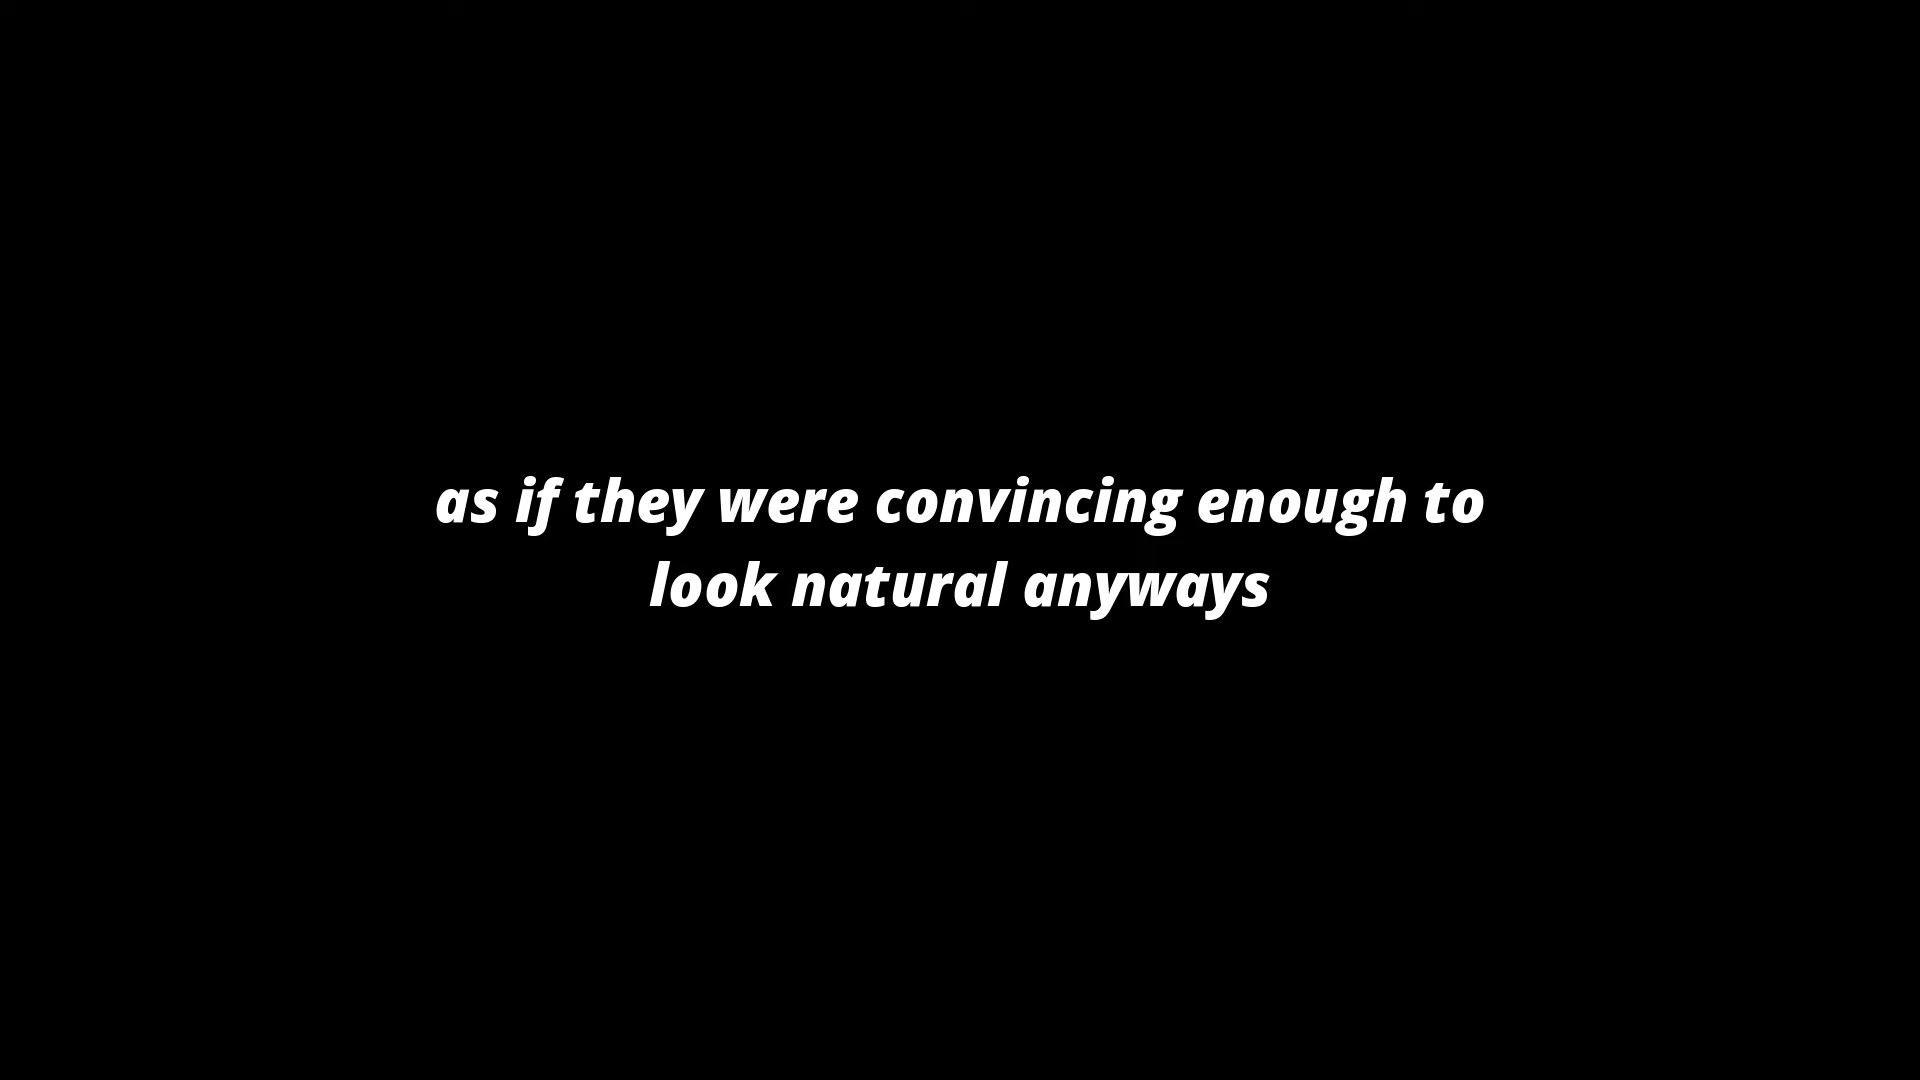 as if they were convincing enough to
look natural anyways